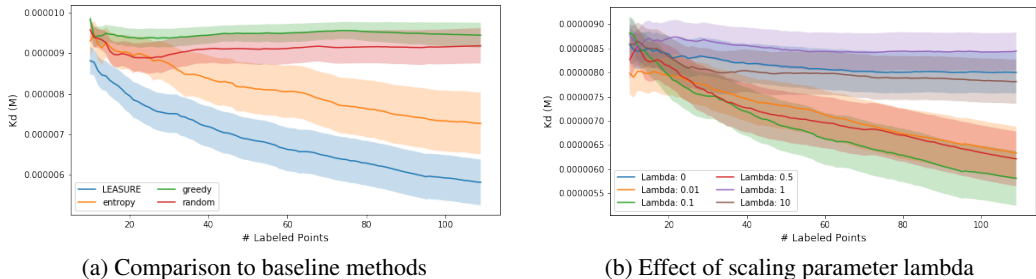 0.000010
0.000009
0.000008
0.000007
0.000006
Kd (M)
LEASURE
entropy
greedy
random
20 40 60 80 100
# Labeled Points
(a) Comparison to baseline methods
0.0000090
0.0000085
0.0000080
0.0000075
0.0000070
0.0000065
0.0000060
0.0000055
Kd (M)
Lambda: 0
Lambda: 0.01
Lambda: 0.1
Lambda: 0.5
Lambda: 1
Lambda: 10
20 40 60 80 100
# Labeled Points
(b) Effect of scaling parameter lambda